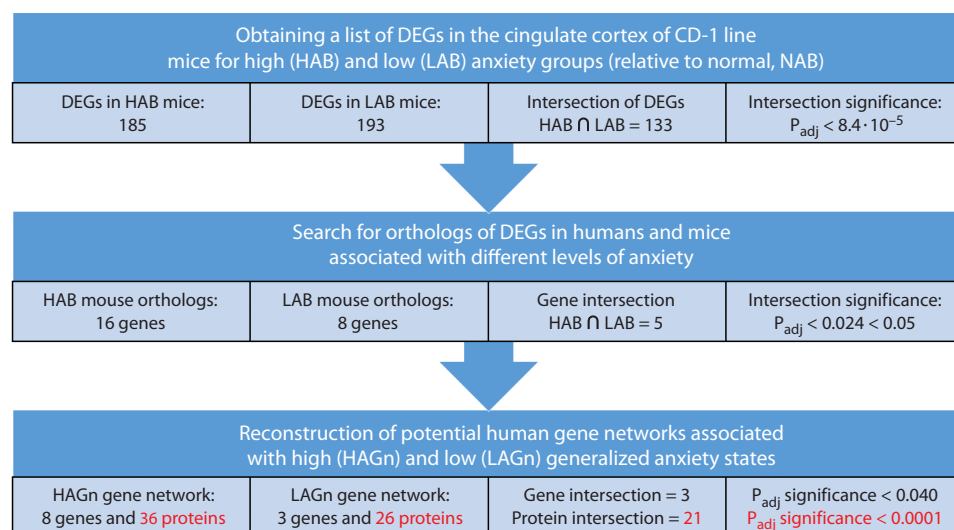 Obtaining a list of DEGs in the cingulate cortex of CD-1 line
mice for high (HAB) and low (LAB) anxiety groups (relative to normal, NAB)
DEGs in HAB mice:
185
DEGs in LAB mice:
193
Intersection of DEGs
HAB ∩ LAB = 133
Intersection significance:
P_adj < 8.4·10⁻⁵
Search for orthologs of DEGs in humans and mice
associated with different levels of anxiety
HAB mouse orthologs:
16 genes
LAB mouse orthologs:
8 genes
Gene intersection
HAB ∩ LAB = 5
Intersection significance:
P_adj < 0.024 < 0.05
Reconstruction of potential human gene networks associated
with high (HAGn) and low (LAGn) generalized anxiety states
HAGn gene network:
8 genes and 36 proteins
LAGn gene network:
3 genes and 26 proteins
Gene intersection = 3
Protein intersection = 21
P_adj significance < 0.040
P_adj significance < 0.0001